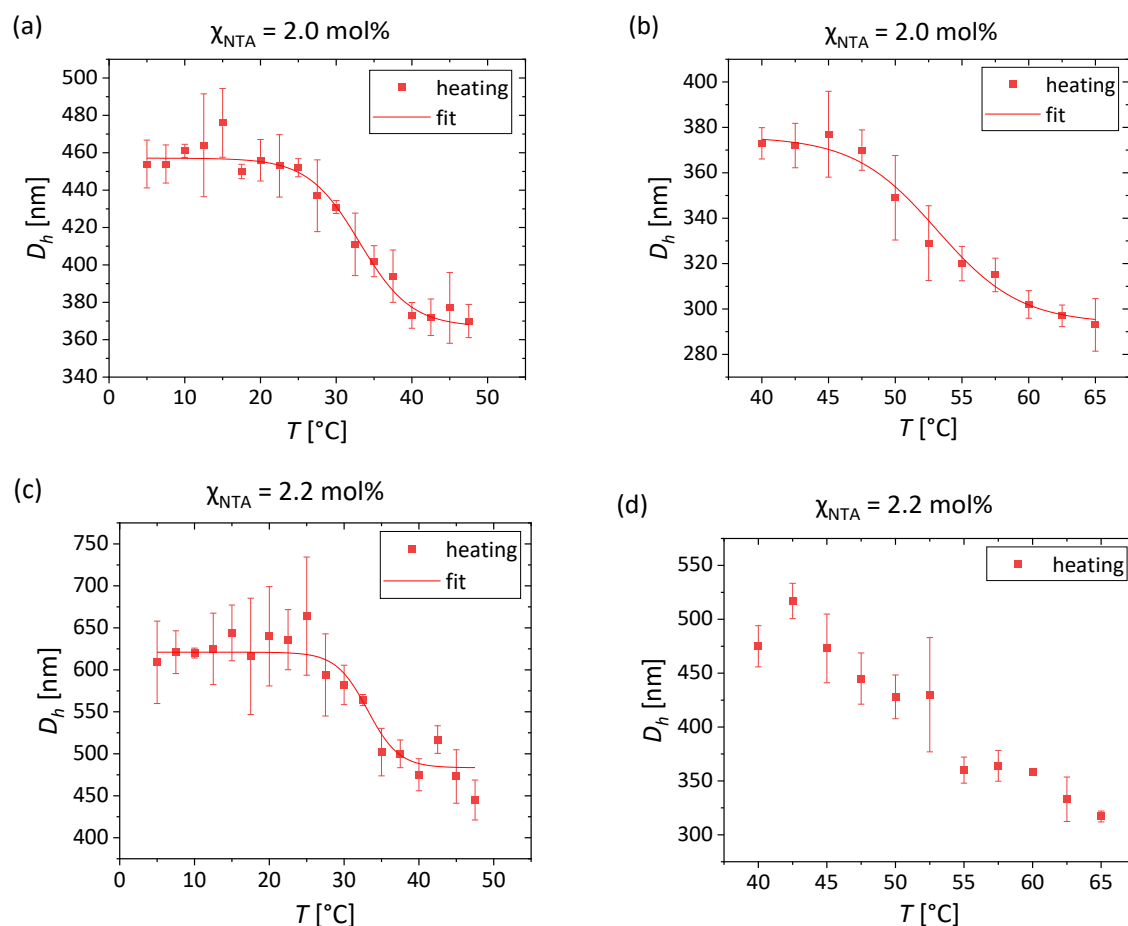 (a)
χNTA = 2.0 mol%
heating
fit
500
480
460
440
420
400
380
360
340
Dh [nm]
0 10 20 30 40 50
T [°C]
(b)
χNTA = 2.0 mol%
heating
fit
400
380
360
340
320
300
280
Dh [nm]
40 45 50 55 60 65
T [°C]
(c)
χNTA = 2.2 mol%
heating
fit
750
700
650
600
550
500
450
400
Dh [nm]
0 10 20 30 40 50
T [°C]
(d)
χNTA = 2.2 mol%
heating
550
500
450
400
350
300
Dh [nm]
40 45 50 55 60 65
T [°C]